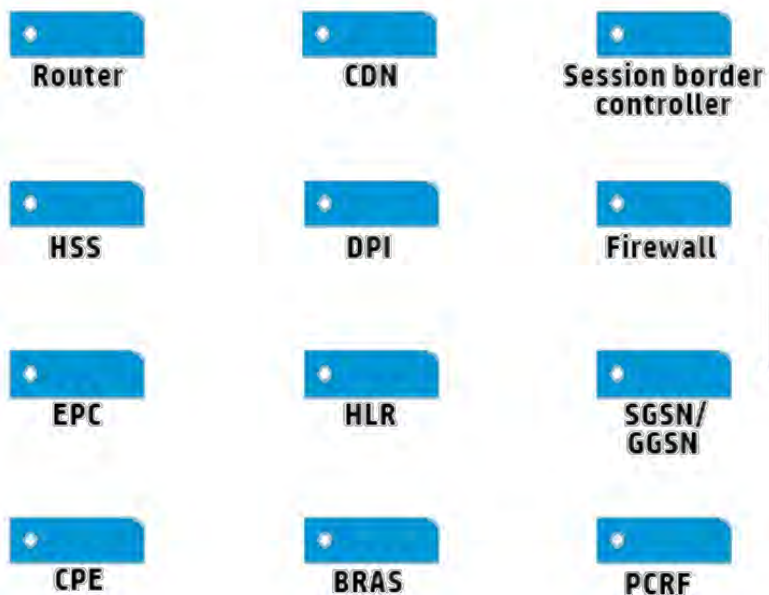 Router
CDN
Session border
controller
HSS
DPI
Firewall
EPC
HLR
SGSN/
GGSN
CPE
BRAS
PCRF